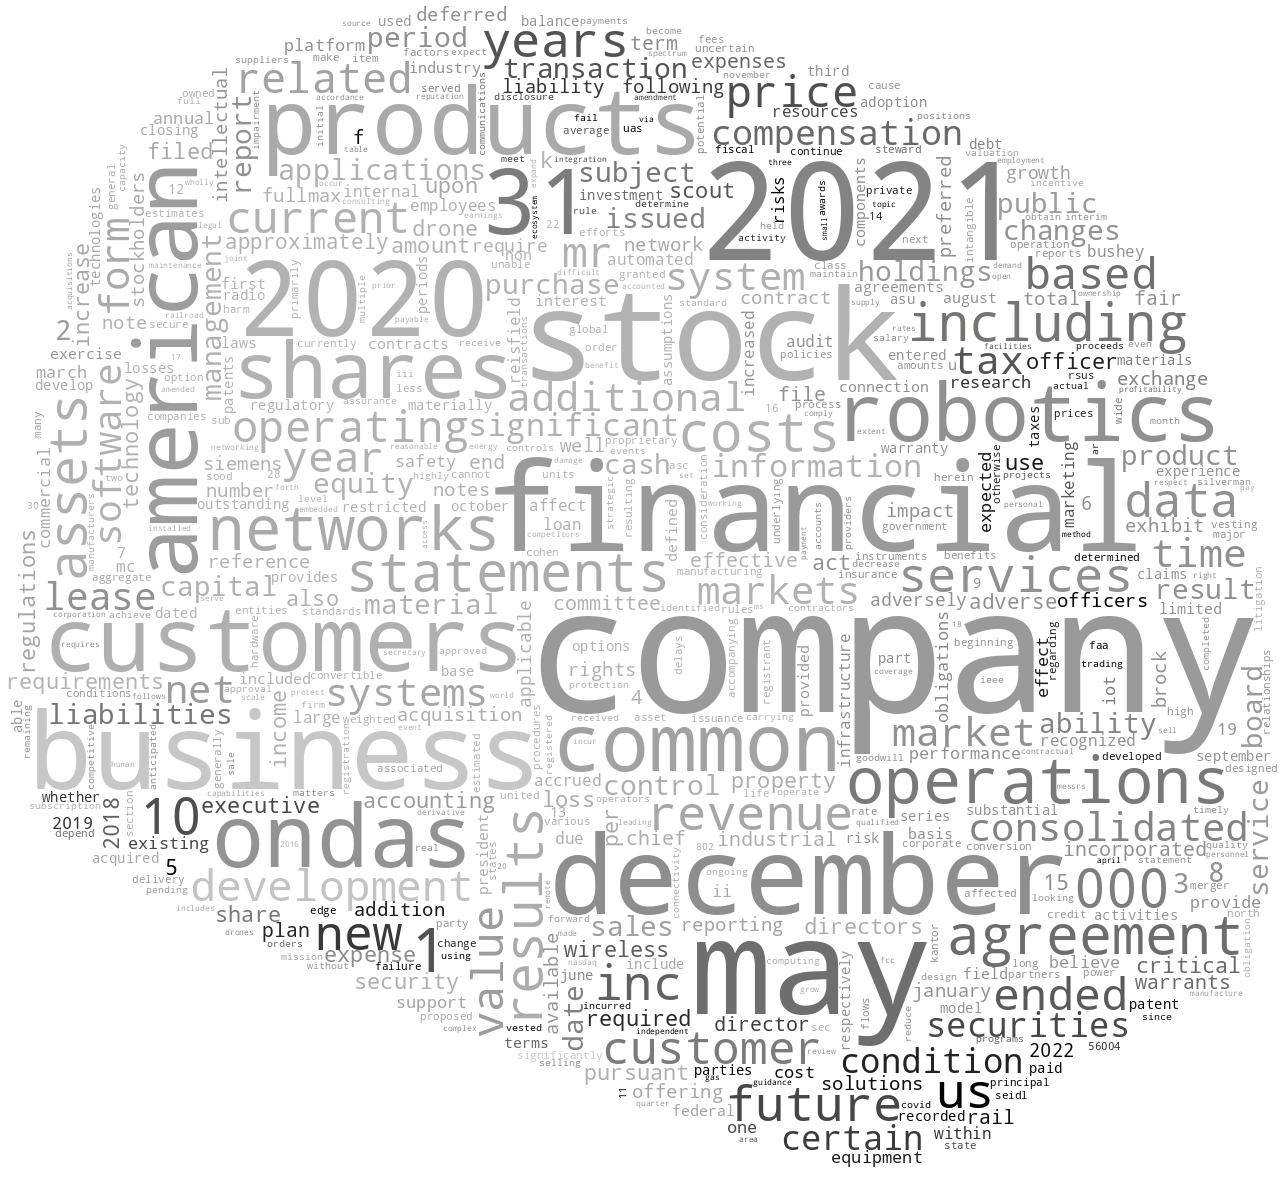 source used deferred balance payments become
platform period years term fees uncertain
suppliers make item industry factors expect spectrum expenses november third cause
related transaction
owned full served liability following price adoption
annual accordance reputation disclosure amendment resources positions
closing intellectual report impairment initial products communications fail via potential compensation debt valuation
filed capacity general f table average uas fiscal continue steward employment
american 12 wholly applications meet k integration expand subject three growth incentive
technologies estimates fullmax internal upon 31 investment scout risks private public
stockholders legal consulting employees earnings rule determine 2021 awards topic components preferred obtain interim
form current drone occur ecosystem 22 issued small 14 intangible changes
increase management approximately amount require efforts mr network activity held next operation reports bushey
acquisitions maintenance joint non unable automated class maintain holdings demand open based
first primarily 2020 multiple prior periods purchase difficult granted accounted system agreements
note radio harm payable interest standard contract asu august total ownership fair
2 secure railroad laws currently contracts receive stock global order supply rates including
exercise 17 shares iii reisfield transactions benefit assumptions increased audit policies salary entered facilities proceeds even
march losses option patents less additional amounts u tax officer materials
develop amended regulatory assurance materially file connection research rsus actual profitability exchange
many companies sub operating significant 16 process comply robotics prices wide month
assets software technology networking reasonable energy controls well proprietary costs warranty extent taxes ar
commercial two siemens year safety end events information herein use projects marketing product
manufacturers sood 28 highly cannot asc cash units expected otherwise experience silverman
number forth equity notes financial strategic consideration working impact personal data respect pay
30 installed outstanding level embedded restricted october affect resulting defined underlying government 6 exhibit vesting major
networks access competitors loan payment accounts providers method time
regulations 7 mc reference cohen effective act instruments decrease benefits determined claims right
aggregate provides statements manufacturing insurance services 9 result
lease capital also material committee markets adversely adverse officers limited litigation
corporation achieve dated serve entities standards identified rules ms contractors
customers requires hardware secretary approved applicable company options accompanying registrant 18 beginning faa completed
requirements included convertible base rights delays provided part coverage ieee trading effect regarding
able conditions follows net approval scale protect systems world protection 4 infrastructure obligations iot brock high board relationships
liabilities income firm large weighted acquisition received asset issuance carrying market ability 19
remaining business registration event procedures registered common incur goodwill performance contractual recognized sell september
competitive human anticipated generally sale associated estimated accrued control property developed designed
whether capabilities matters accounting united loss operators life operate operations messrs
subscription 10 executive derivative 13 revenue rate series substantial timely service
2019 2018 section ondas president states leading various per qualified basis consolidated
depend existing 2016 real results due chief industrial risk corporate conversion incorporated quality
acquired 5 20 802 ongoing april statement personnel
delivery pending development value remote ii connectivity december affected 15 000 3 merger 8
includes share edge addition forward sales looking credit activities provide north
drones plan new party made reporting directors agreement obligation
mission orders expense 1 change using wireless may kantor long believe
without failure available nasdaq include computing fcc field partners power critical
security june inc grow respectively design january ended warrants manufacture
support vested date incurred required director sec flows model patent
proposed complex terms independent customer review reduce programs securities since
significantly selling parties cost condition 2022 56004
pursuant gas guidance solutions us paid principal
11 offering future covid seidl
quarter federal recorded rail
one certain within
area equipment state